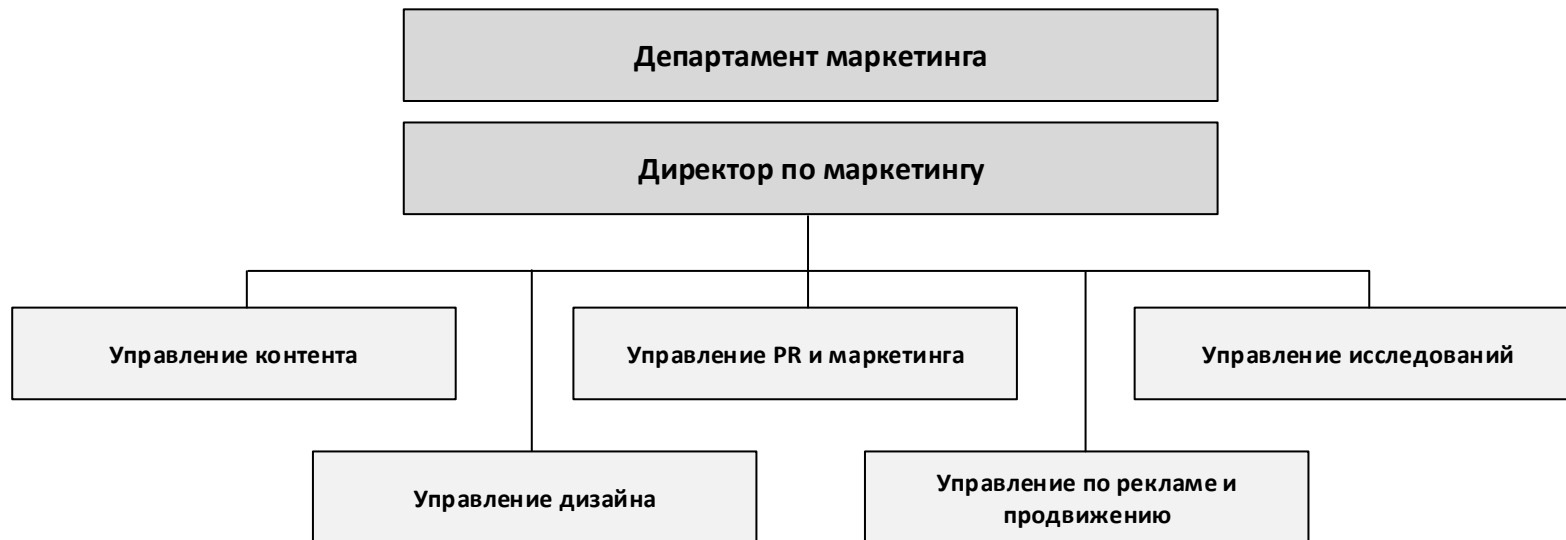 Департамент маркетинга
Директор по маркетингу
Управление контента
Управление PR и маркетинга
Управление исследований
Управление дизайна
Управление по рекламе и
продвижению